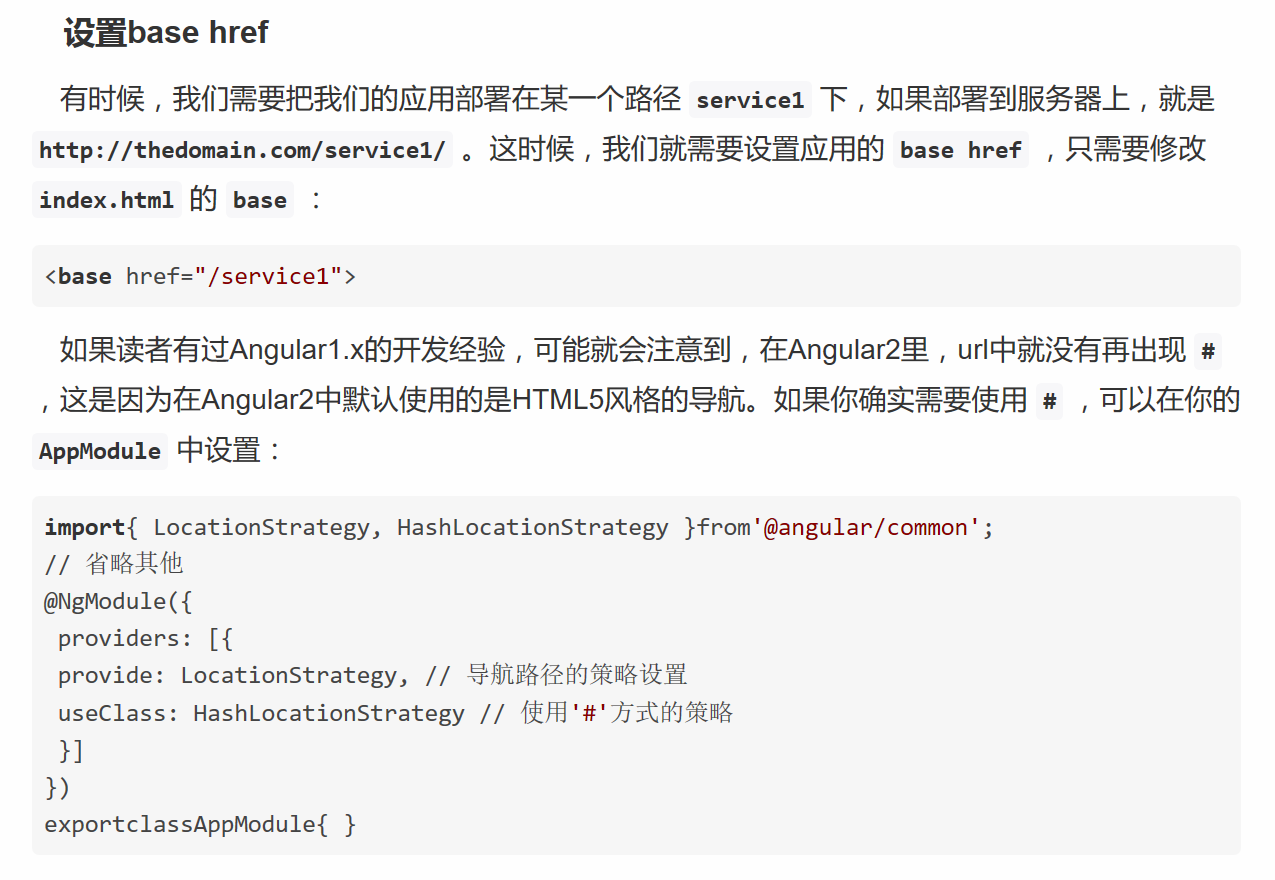 设置base href
有时候，我们需要把我们的应用部署在某一个路径 service1 下，如果部署到服务器上，就是
http://thedomain.com/service1/ 。这时候，我们就需要设置应用的 base href ，只需要修改
index.html 的 base ：
<base href="/service1">
如果读者有过Angular1.x的开发经验，可能就会注意到，在Angular2里，url中就没有再出现 #
，这是因为在Angular2中默认使用的是HTML5风格的导航。如果你确实需要使用 # ，可以在你的
AppModule 中设置：
import{ LocationStrategy, HashLocationStrategy }from'@angular/common';
// 省略其他
@NgModule({
providers: [{
provide: LocationStrategy, // 导航路径的策略设置
useClass: HashLocationStrategy // 使用'#'方式的策略
}]
})
exportclassAppModule{ }